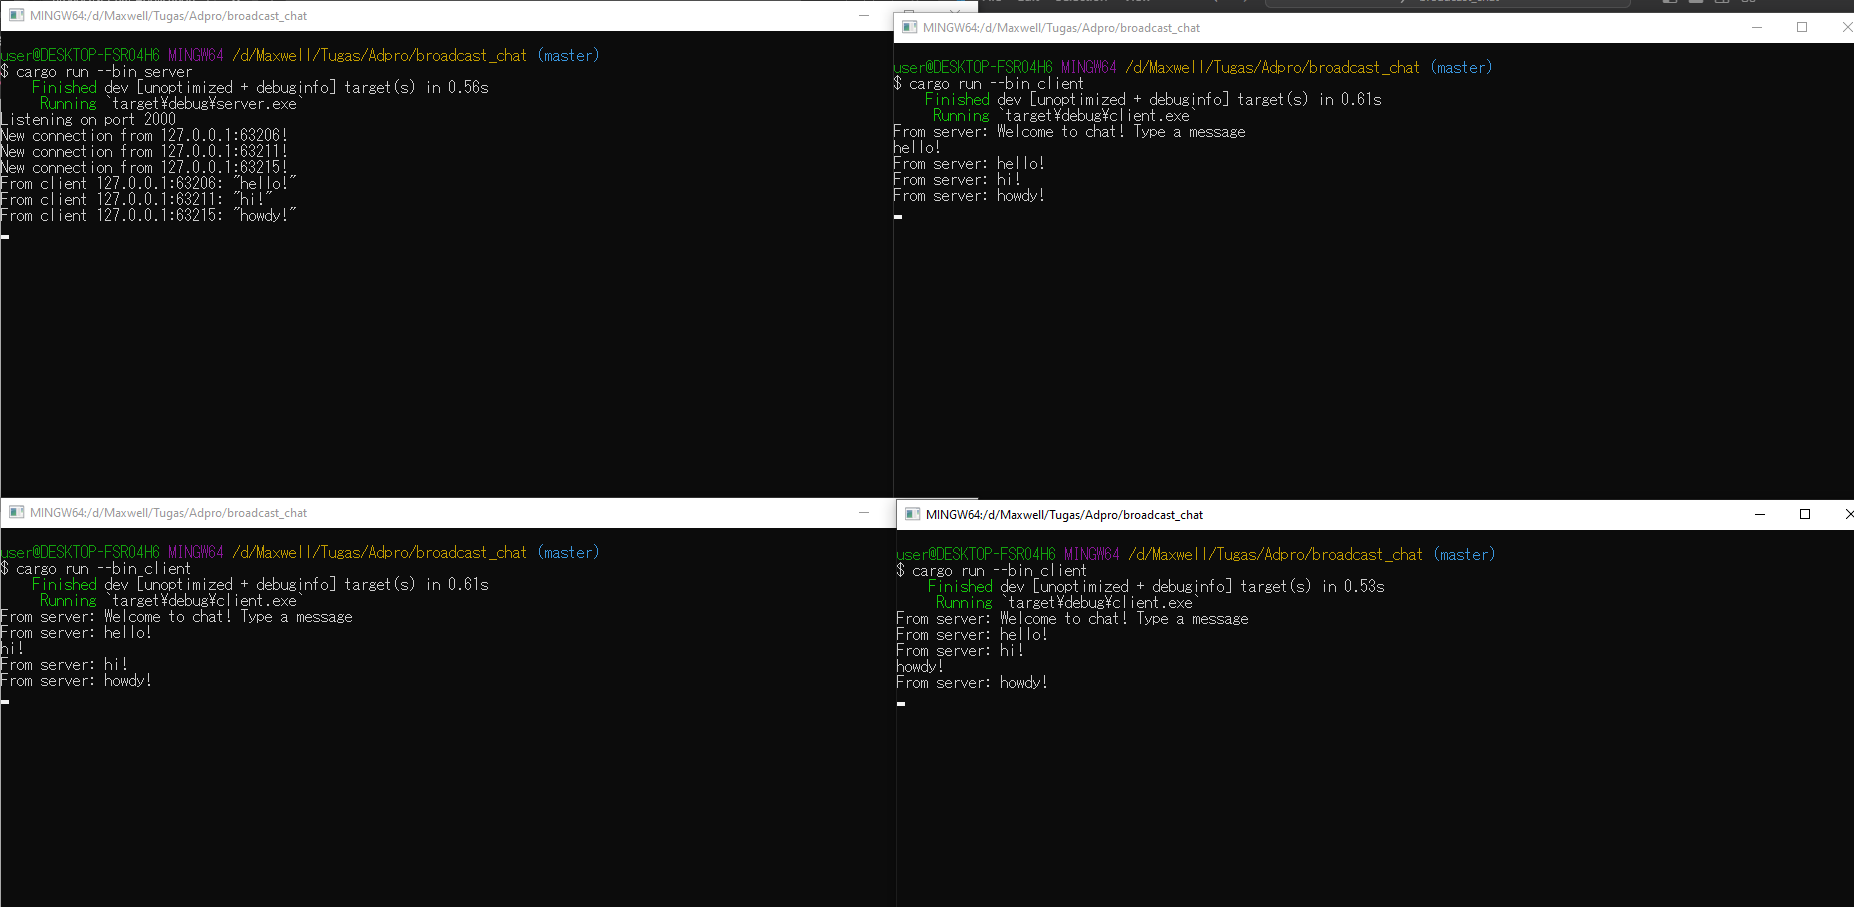 MINGW64:/d/Maxwell/Tugas/Adpro/broadcast_chat
user@DESKTOP-FSRO4H6 MINGW64 /d/Maxwell/Tugas/Adpro/broadcast_chat (master)
$ cargo run --bin server
Finished dev [unoptimized + debuginfo] target(s) in 0.56s
Running `target¥debug¥server.exe`
Listening on port 2000
New connection from 127.0.0.1:63206!
New connection from 127.0.0.1:63211!
New connection from 127.0.0.1:63215!
From client 127.0.0.1:63206: "hello!"
From client 127.0.0.1:63211: "hi!"
From client 127.0.0.1:63215: "howdy!"
MINGW64:/d/Maxwell/Tugas/Adpro/broadcast_chat
user@DESKTOP-FSRO4H6 MINGW64 /d/Maxwell/Tugas/Adpro/broadcast_chat (master)
$ cargo run --bin client
Finished dev [unoptimized + debuginfo] target(s) in 0.61s
Running `target¥debug¥client.exe`
From server: Welcome to chat! Type a message
hello!
From server: hello!
From server: hi!
From server: howdy!
MINGW64:/d/Maxwell/Tugas/Adpro/broadcast_chat
user@DESKTOP-FSRO4H6 MINGW64 /d/Maxwell/Tugas/Adpro/broadcast_chat (master)
$ cargo run --bin client
Finished dev [unoptimized + debuginfo] target(s) in 0.61s
Running `target¥debug¥client.exe`
From server: Welcome to chat! Type a message
From server: hello!
hi!
From server: hi!
From server: howdy!
MINGW64:/d/Maxwell/Tugas/Adpro/broadcast_chat
user@DESKTOP-FSRO4H6 MINGW64 /d/Maxwell/Tugas/Adpro/broadcast_chat (master)
$ cargo run --bin client
Finished dev [unoptimized + debuginfo] target(s) in 0.53s
Running `target¥debug¥client.exe`
From server: Welcome to chat! Type a message
From server: hello!
From server: hi!
howdy!
From server: howdy!